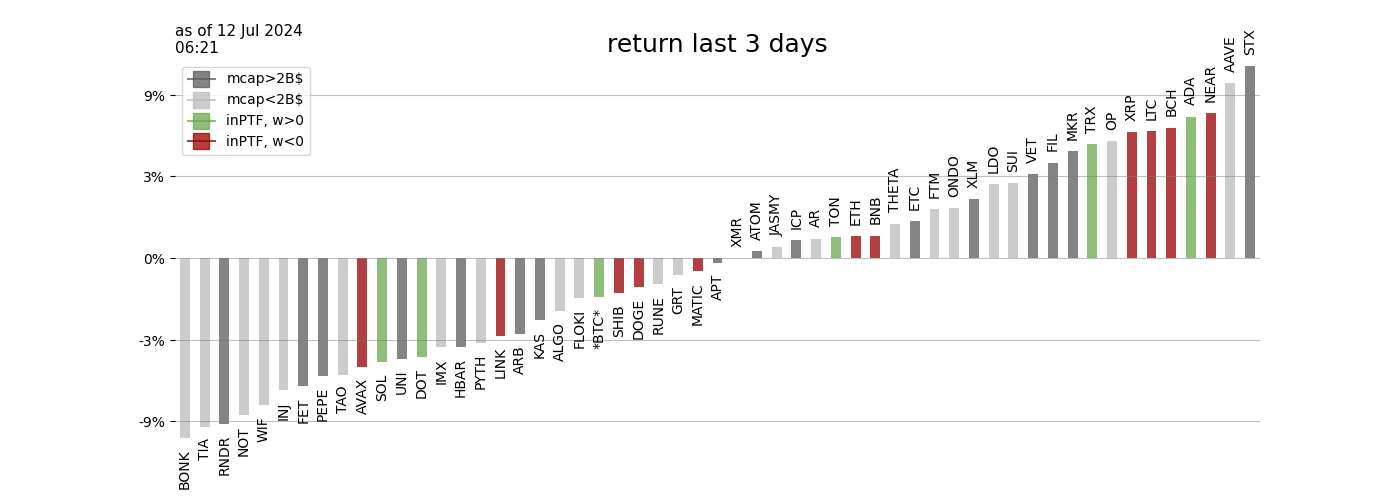 as of 12 Jul 2024
06:21
return last 3 days
mcap>2B$
mcap<2B$
inPTF, w>0
inPTF, w<0
9%
3%
0%
-3%
-9%
BONK
TIA
RNDR
NOT
WIF
INJ
FET
PEPE
TAO
AVAX
SOL
UNI
DOT
IMX
HBAR
PYTH
LINK
ARB
KAS
ALGO
FLOKI
*BTC*
SHIB
DOGE
RUNE
GRT
MATIC
APT
XMR
ATOM
JASMY
ICP
AR
TON
ETH
BNB
THETA
ETC
FTM
ONDO
XLM
LDO
SUI
VET
FIL
MKR
TRX
OP
XRP
LTC
BCH
ADA
NEAR
AAVE
STX